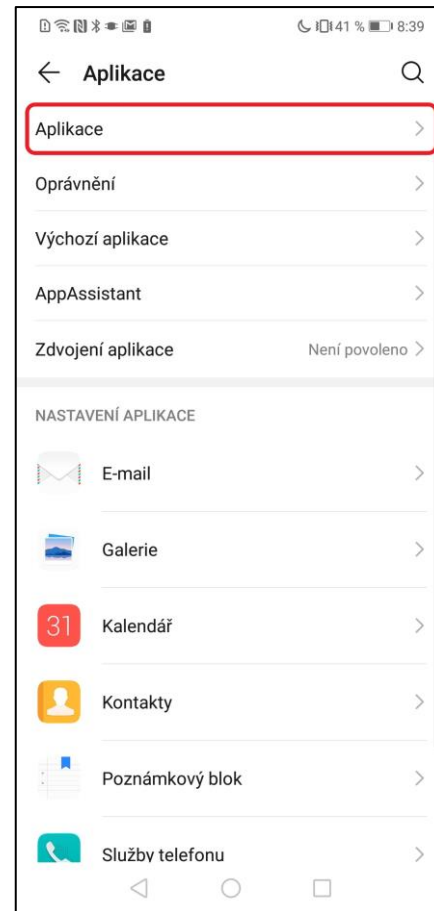 41 % 8:39
Aplikace
Aplikace
Oprávnění
Výchozí aplikace
AppAssistant
Zdvojení aplikace Není povoleno
NASTAVENÍ APLIKACE
E-mail
Galerie
31 Kalendář
Kontakty
Poznámkový blok
Služby telefonu